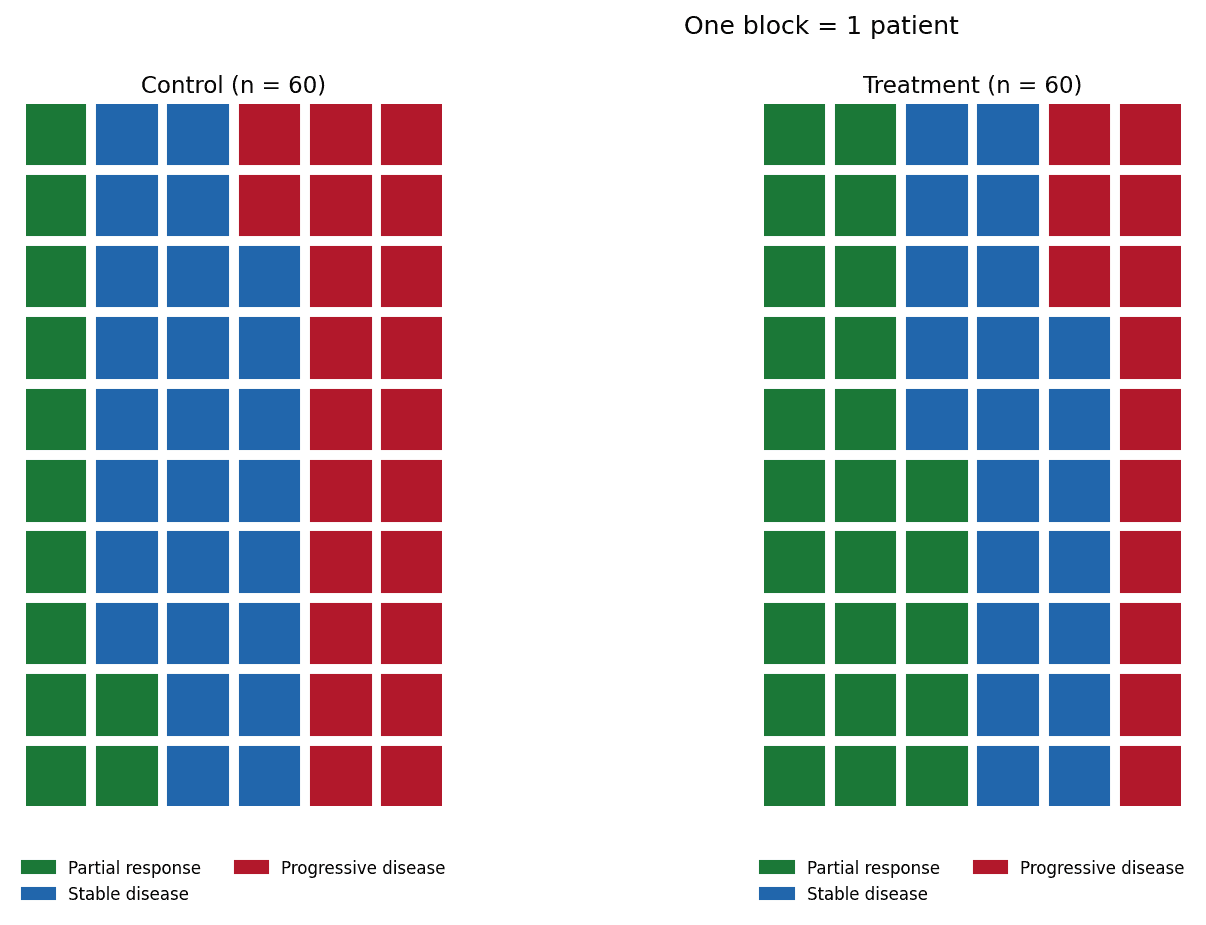 One block = 1 patient
Control (n = 60)
Treatment (n = 60)
Partial response
Progressive disease
Stable disease
Partial response
Progressive disease
Stable disease